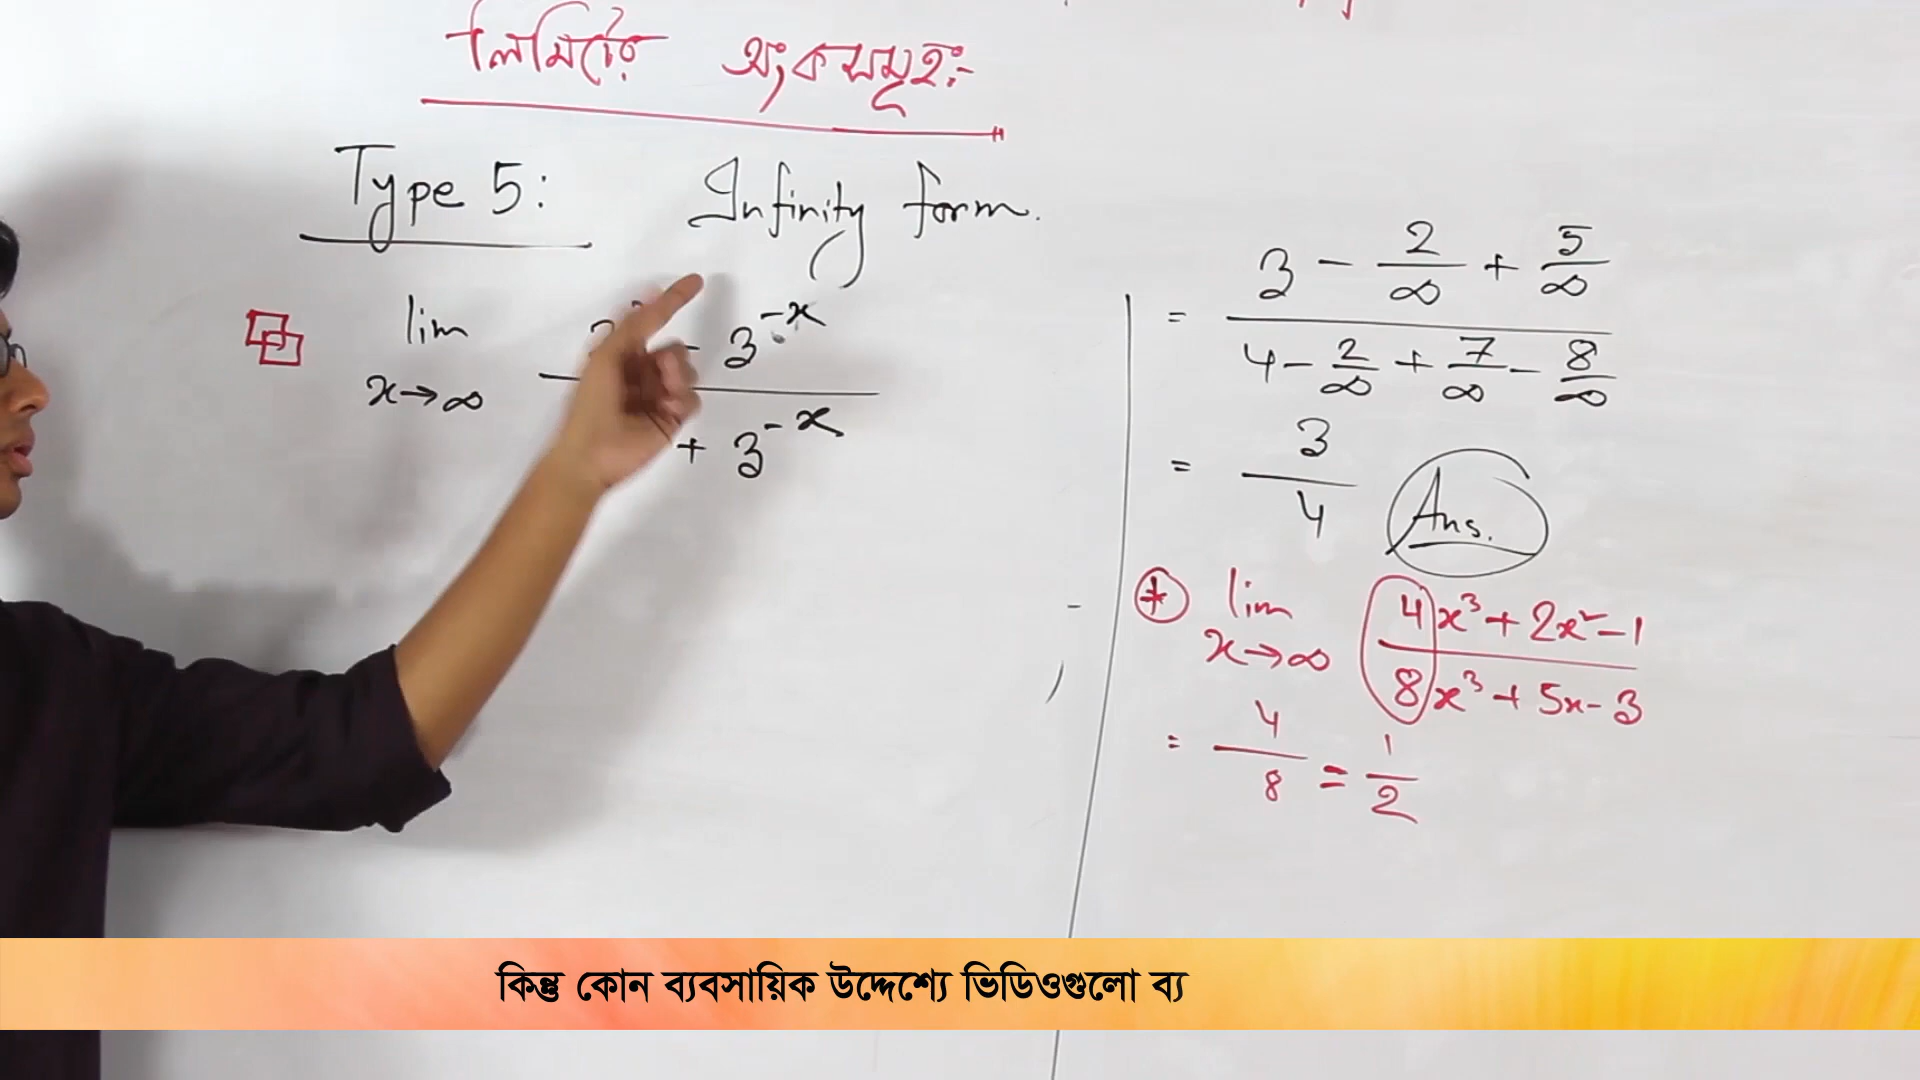 লিমিটের অংকসমূহঃ-
Type 5: Infinity form.
lim x→∞
- 3^-x
+ 3^-x
= (3 - 2/∞ + 5/∞) / (4 - 2/∞ + 7/∞ - 8/∞)
= 3/4 Ans.
lim x→∞ (4x³ + 2x² - 1) / (8x³ + 5x - 3)
= 4/8 = 1/2
কিন্তু কোন ব্যবসায়িক উদ্দেশ্যে ভিডিওগুলো ব্য